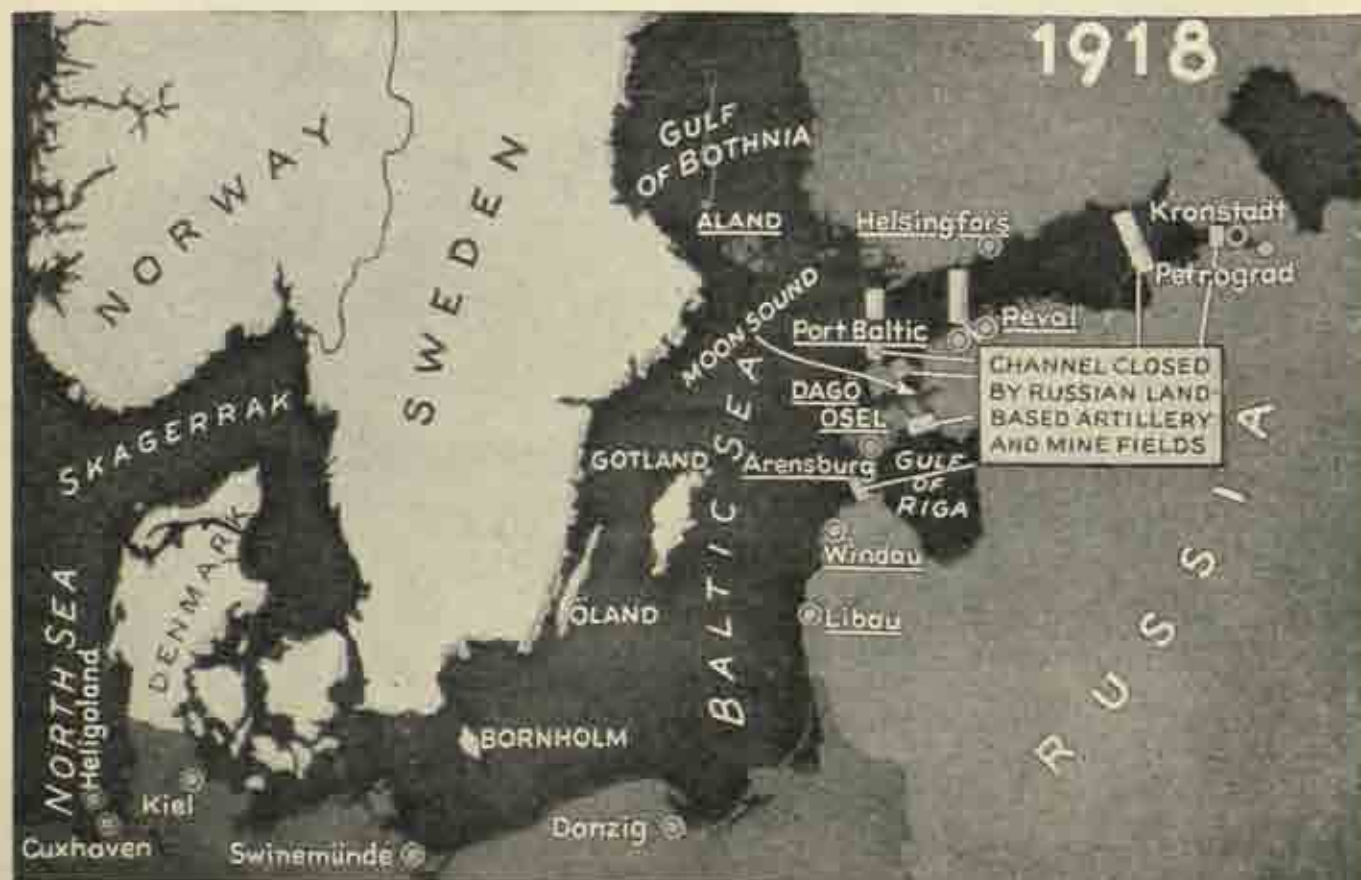 1918
GULF
OF BOTHNIA
NORWAY
SWEDEN
ALAND
Helsingfors
Kronstadt
Petrograd
MOON SOUND
Port Baltic
Reval
CHANNEL CLOSED
BY RUSSIAN LAND-
BASED ARTILLERY
AND MINE FIELDS
DAGO
OSEL
SKAGERRAK
GOTLAND
Arensburg
GULF
OF
RIGA
BALTIC SEA
RUSSIA
Windau
DENMARK
ÖLAND
Libau
NORTH SEA
Heligoland
BORNHOLM
Kiel
Danzig
Cuxhaven
Swinemünde